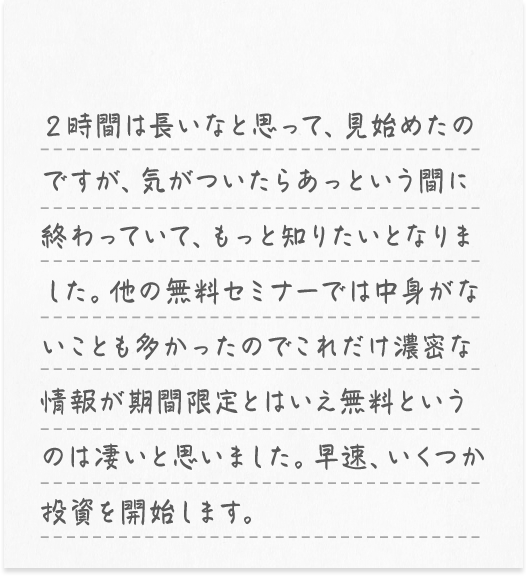 ２時間は長いなと思って、見始めたの
ですが、気がついたらあっという間に
終わっていて、もっと知りたいとなりま
した。他の無料セミナーでは中身がな
いことも多かったのでこれだけ濃密な
情報が期間限定とはいえ無料という
のは凄いと思いました。早速、いくつか
投資を開始します。